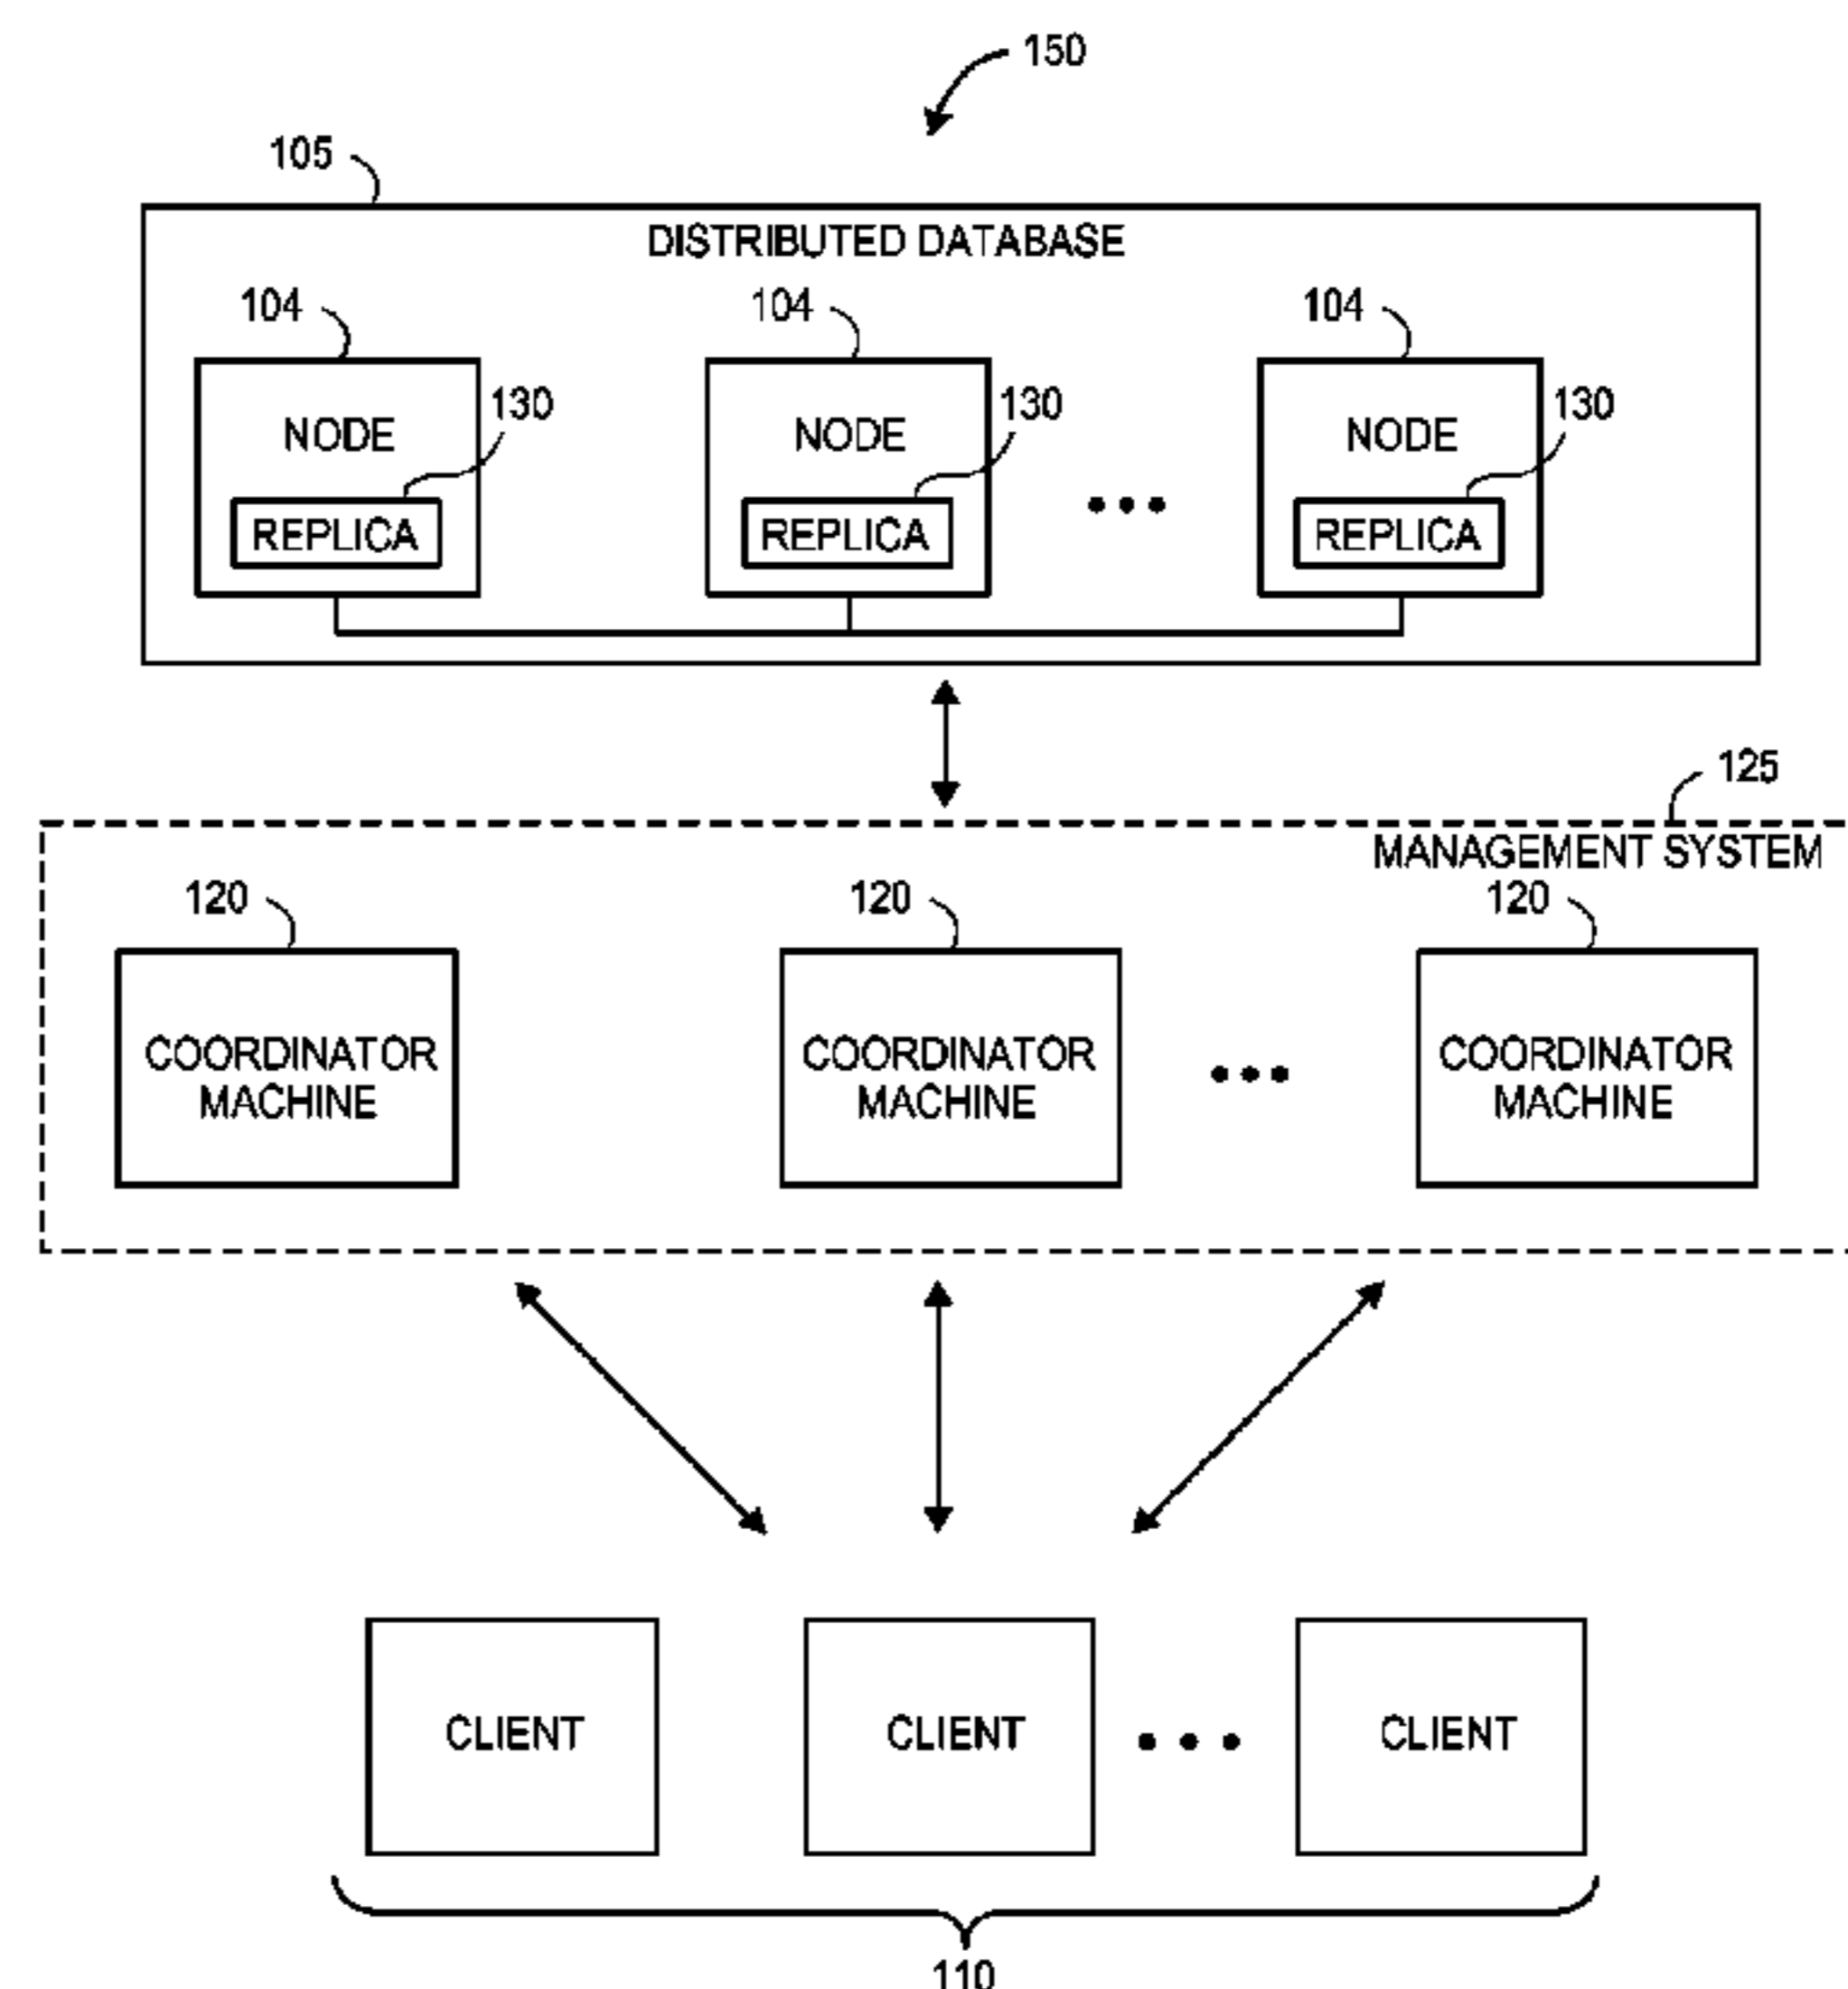 150
105
DISTRIBUTED DATABASE
104 104 104
130 130 130
NODE NODE NODE
REPLICA REPLICA REPLICA
125
MANAGEMENT SYSTEM
120 120 120
COORDINATOR MACHINE
COORDINATOR MACHINE
COORDINATOR MACHINE
CLIENT CLIENT CLIENT
110